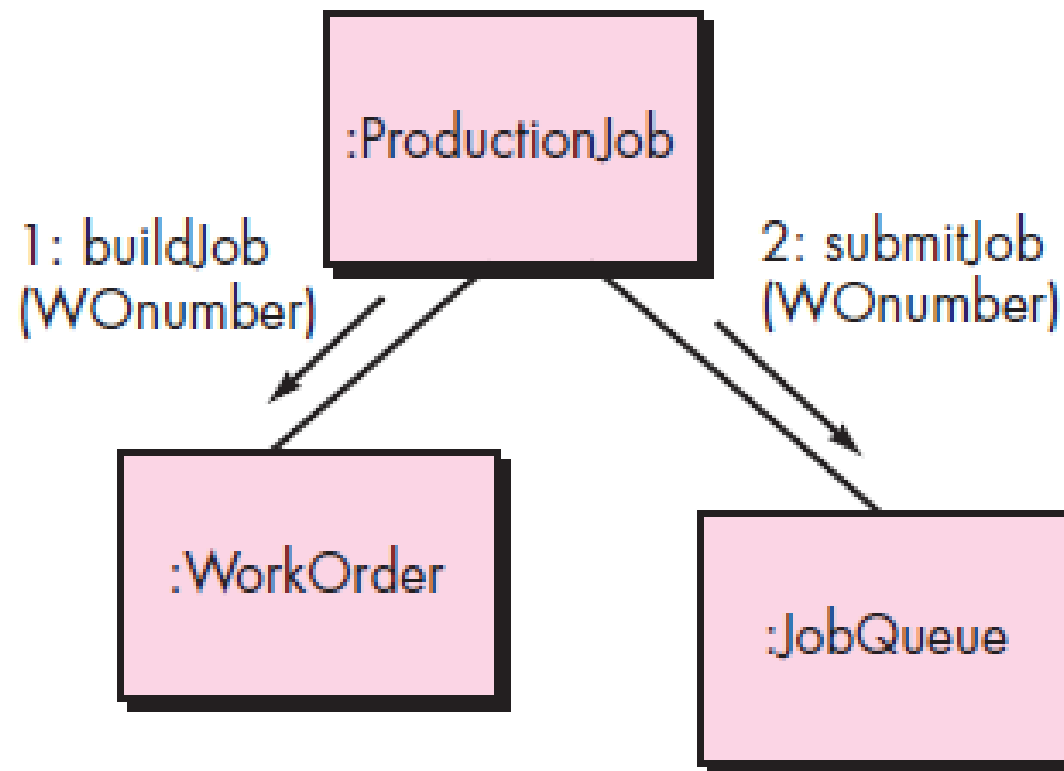 :ProductionJob
1: buildJob
(WOnumber)
2: submitJob
(WOnumber)
:WorkOrder
:JobQueue